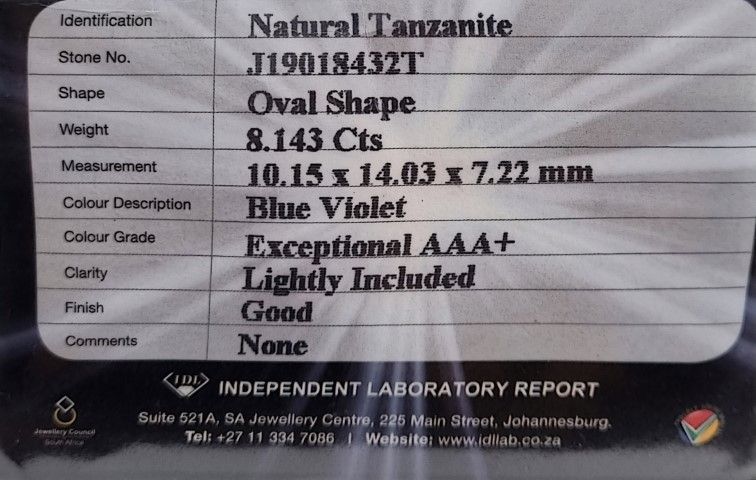 Identification Natural Tanzanite
Stone No. J19018432T
Shape Oval Shape
Weight 8.143 Cts
Measurement 10.15 x 14.03 x 7.22 mm
Colour Description Blue Violet
Colour Grade Exceptional AAA+
Clarity Lightly Included
Finish Good
Comments None
IDL INDEPENDENT LABORATORY REPORT
Suite 521A, SA Jewellery Centre, 225 Main Street, Johannesburg.
Tel: +27 11 334 7086 | Website: www.idllab.co.za
Jewellery Council
South Africa